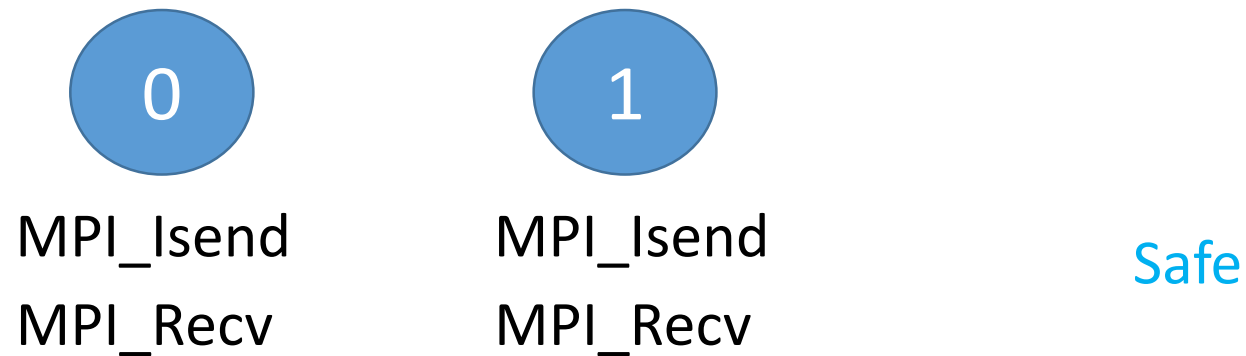 0 1
MPI_Isend MPI_Isend
Safe
MPI_Recv MPI_Recv